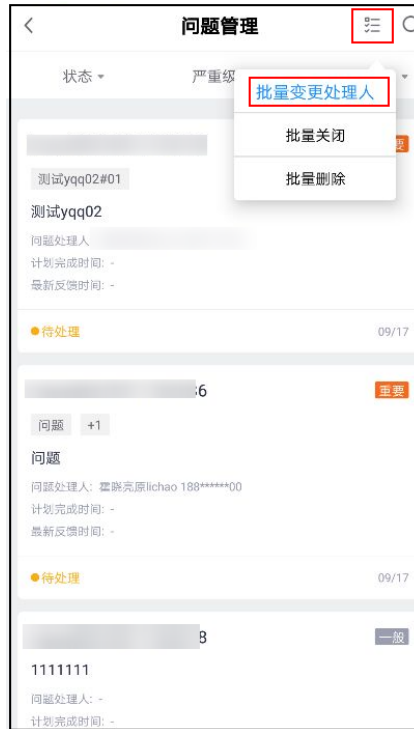 问题管理
状态
严重级
批量变更处理人
批量关闭
批量删除
要
测试yqq02#01
测试yqq02
问题处理人
计划完成时间: -
最新反馈时间: -
待处理
09/17
6
重要
问题
+1
问题
问题处理人: 霍晓亮原lichao 188******00
计划完成时间: -
最新反馈时间: -
待处理
09/17
8
一般
1111111
问题处理人: -
计划完成时间: -